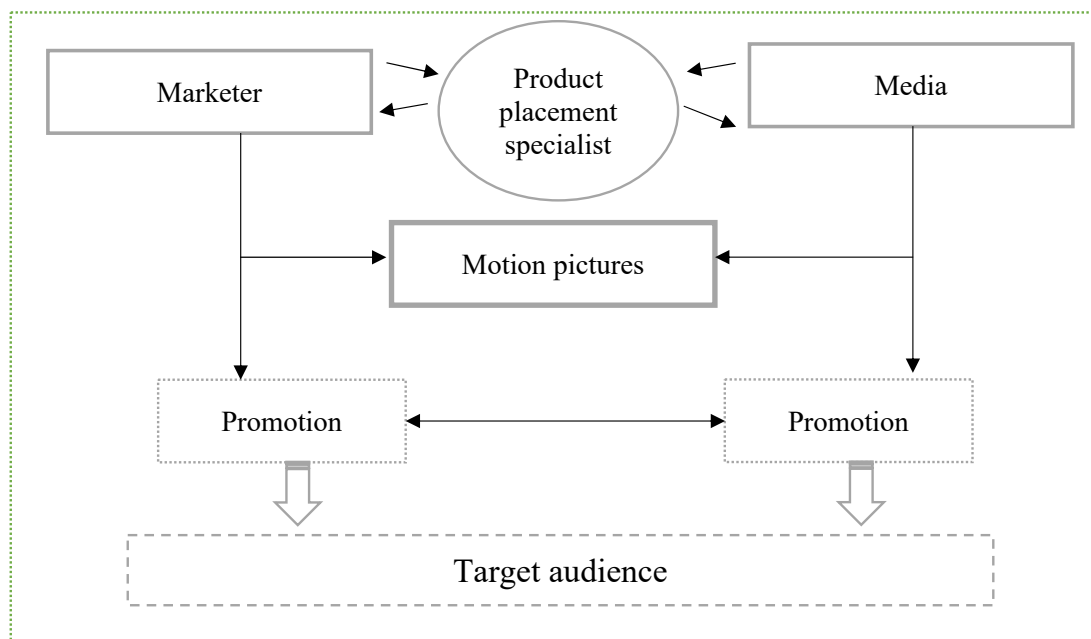 Marketer
Product
placement
specialist
Media
Motion pictures
Promotion
Promotion
Target audience